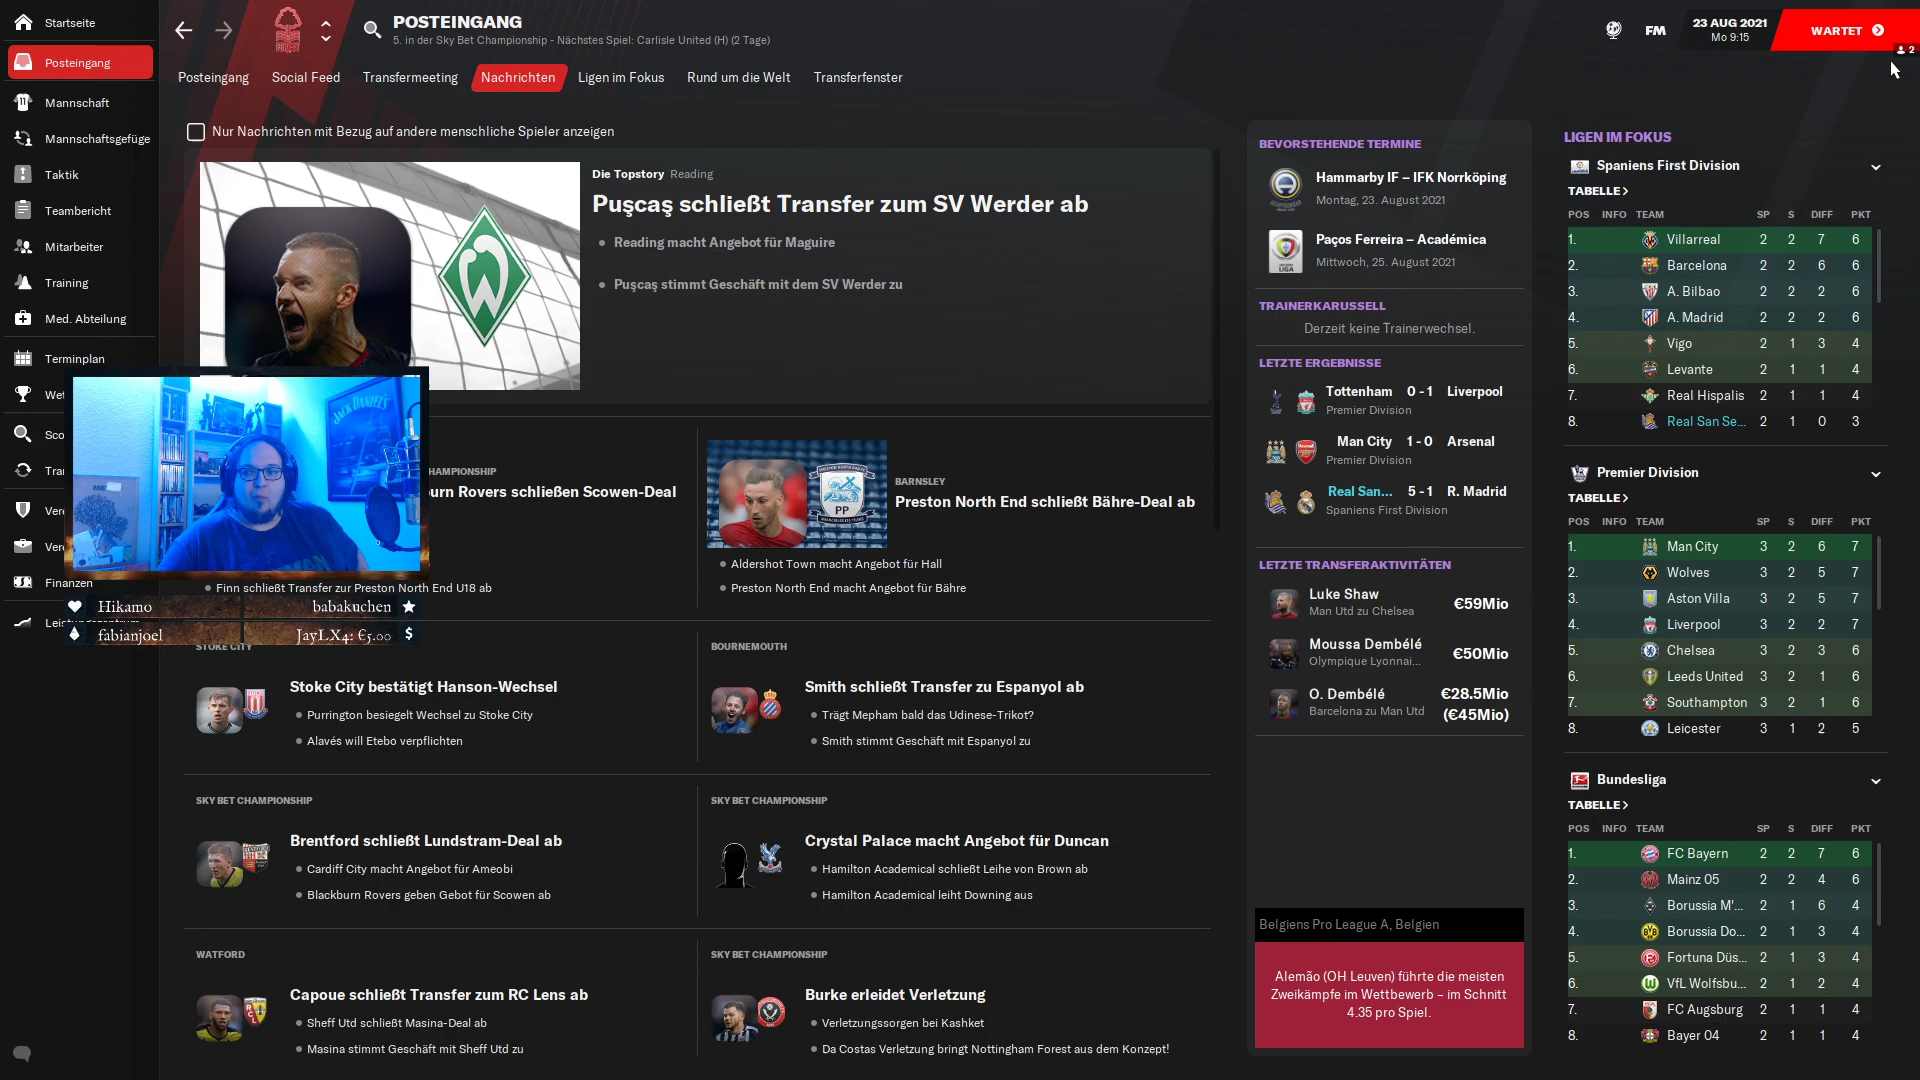 Startseite
Posteingang
Mannschaft
Mannschaftsgefüge
Taktik
Teambericht
Mitarbeiter
Training
Med. Abteilung
Terminplan
Wet
Sco
Tra
Vere
Ver
Finanzen
Leistungszentrum
POSTEINGANG
5. in der Sky Bet Championship - Nächstes Spiel: Carlisle United (H) (2 Tage)
FM
23 AUG 2021
Mo 9:15
WARTET
2
Posteingang Social Feed Transfermeeting Nachrichten Ligen im Fokus Rund um die Welt Transferfenster
Nur Nachrichten mit Bezug auf andere menschliche Spieler anzeigen
Die Topstory Reading
Puşcaş schließt Transfer zum SV Werder ab
Reading macht Angebot für Maguire
Puşcaş stimmt Geschäft mit dem SV Werder zu
JACK DANIEL'S
HAMPIONSHIP
urn Rovers schließen Scowen-Deal
Finn schließt Transfer zur Preston North End U18 ab
Hikamo
babakuchen
fabianjoel
JayLX4: €5.00
PP
BARNSLEY
Preston North End schließt Bähre-Deal ab
Aldershot Town macht Angebot für Hall
Preston North End macht Angebot für Bähre
STOKE CITY
Stoke City bestätigt Hanson-Wechsel
Purrington besiegelt Wechsel zu Stoke City
Alavés will Etebo verpflichten
BOURNEMOUTH
Smith schließt Transfer zu Espanyol ab
Trägt Mepham bald das Udinese-Trikot?
Smith stimmt Geschäft mit Espanyol zu
SKY BET CHAMPIONSHIP
Brentford schließt Lundstram-Deal ab
Cardiff City macht Angebot für Ameobi
Blackburn Rovers geben Gebot für Scowen ab
SKY BET CHAMPIONSHIP
Crystal Palace macht Angebot für Duncan
Hamilton Academical schließt Leihe von Brown ab
Hamilton Academical leiht Downing aus
WATFORD
Capoue schließt Transfer zum RC Lens ab
Sheff Utd schließt Masina-Deal ab
Masina stimmt Geschäft mit Sheff Utd zu
SKY BET CHAMPIONSHIP
Burke erleidet Verletzung
Verletzungssorgen bei Kashket
Da Costas Verletzung bringt Nottingham Forest aus dem Konzept!
BEVORSTEHENDE TERMINE
Hammarby IF – IFK Norrköping
Montag, 23. August 2021
Paços Ferreira – Académica
Mittwoch, 25. August 2021
TRAINERKARUSSELL
Derzeit keine Trainerwechsel.
LETZTE ERGEBNISSE
Tottenham 0 - 1 Liverpool
Premier Division
Man City 1 - 0 Arsenal
Premier Division
Real San... 5 - 1 R. Madrid
Spaniens First Division
LETZTE TRANSFERAKTIVITÄTEN
Luke Shaw
Man Utd zu Chelsea
€59Mio
Moussa Dembélé
Olympique Lyonnai...
€50Mio
O. Dembélé
Barcelona zu Man Utd
€28.5Mio
(€45Mio)
Belgiens Pro League A, Belgien
Alemão (OH Leuven) führte die meisten
Zweikämpfe im Wettbewerb – im Schnitt
4.35 pro Spiel.
LIGEN IM FOKUS
Spaniens First Division
TABELLE
POS INFO TEAM SP S DIFF PKT
1. Villarreal 2 2 7 6
2. Barcelona 2 2 6 6
3. A. Bilbao 2 2 2 6
4. A. Madrid 2 2 2 6
5. Vigo 2 1 3 4
6. Levante 2 1 1 4
7. Real Hispalis 2 1 1 4
8. Real San Se... 2 1 0 3
Premier Division
TABELLE
POS INFO TEAM SP S DIFF PKT
1. Man City 3 2 6 7
2. Wolves 3 2 5 7
3. Aston Villa 3 2 5 7
4. Liverpool 3 2 2 7
5. Chelsea 3 2 3 6
6. Leeds United 3 2 1 6
7. Southampton 3 2 1 6
8. Leicester 3 1 2 5
Bundesliga
TABELLE
POS INFO TEAM SP S DIFF PKT
1. FC Bayern 2 2 7 6
2. Mainz 05 2 2 4 6
3. Borussia M'... 2 1 6 4
4. Borussia Do... 2 1 3 4
5. Fortuna Düs... 2 1 3 4
6. VfL Wolfsbu... 2 1 2 4
7. FC Augsburg 2 1 1 4
8. Bayer 04 2 1 1 4